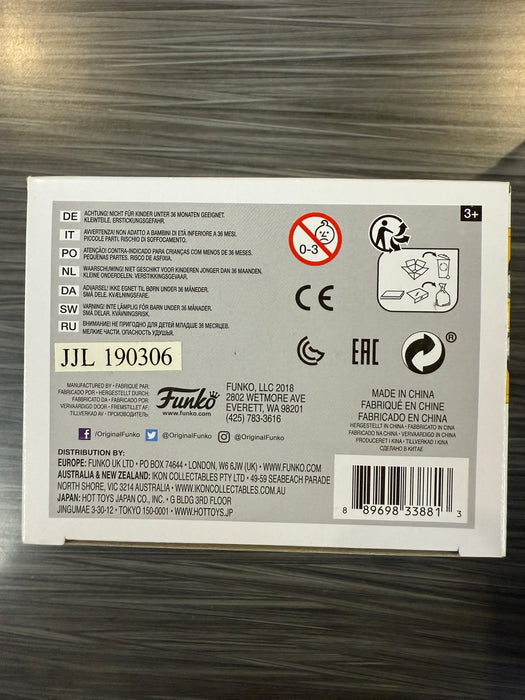 3+
DE ACHTUNG! NICHT FÜR KINDER UNTER 36 MONATEN GEEIGNET.
KLEINTEILE. ERSTICKUNGSGEFAHR.
IT AVVERTENZA! NON ADATTO A BAMBINI DI ETÀ INFERIORE A 36 MESI.
PICCOLE PARTI. RISCHIO DI SOFFOCAMENTO.
PO ATENÇÃO! CONTRA-INDICADO PARA CRIANÇAS COM MENOS DE 36 MESES.
PEQUENAS PARTES. RISCO DE ASFIXIA.
NL WAARSCHUWING! NIET GESCHIKT VOOR KINDEREN JONGER DAN 36 MAANDEN.
KLEINE ONDERDELEN. VERSTIKKINGSGEVAAR.
DA ADVARSEL! IKKE EGNET TIL BØRN UNDER 36 MÅNEDER.
SMÅ DELE. KVÆLNINGSFARE.
SW VARNING! INTE LÄMPLIG FÖR BARN UNDER 36 MÅNADER.
SMÅ DELAR. KVÄVNINGSRISK.
RU ВНИМАНИЕ! НЕ ПРИГОДНО ДЛЯ ДЕТЕЙ МЛАДШЕ 36 МЕСЯЦЕВ.
МЕЛКИЕ ЧАСТИ, ОПАСНОСТЬ УДУШЬЯ.
0-3
CE
EAC
®
JJL 190306
MANUFACTURED BY • FABRIQUÉ PAR:
FABRICADO POR • HERGESTELLT DURCH:
FABBRICATO DA • FABRICADO POR:
VERVAARDIGD DOOR • FREMSTILLET AF:
TILLVERKAD AV • ПРОИЗВОДИТЕЛЬ:
Funko
www.funko.com
FUNKO, LLC 2018
2802 WETMORE AVE
EVERETT, WA 98201
(425) 783-3616
MADE IN CHINA
FABRIQUÉ EN CHINE
FABRICADO EN CHINA
HERGESTELLT IN CHINA • FABBRICATO IN CINA
FABRICADO NA CHINA • VERVAARDIGD IN CHINA
PRODUCERET I KINA • TILLVERKAD I KINA
СДЕЛАНО В КИТАЕ
/OriginalFunko @OriginalFunko @OriginalFunko
DISTRIBUTION BY:
EUROPE: FUNKO UK LTD • PO BOX 74644 • LONDON, W6 6JW (UK) • WWW.FUNKO.COM
AUSTRALIA & NEW ZEALAND: IKON COLLECTABLES PTY LTD • 49-59 SEABEACH PARADE
NORTH SHORE, VIC 3214 AUSTRALIA • WWW.IKONCOLLECTABLES.COM.AU
JAPAN: HOT TOYS JAPAN CO., INC. • G BLDG 3RD FLOOR
JINGUMAE 3-30-12 • TOKYO 150-0001 • WWW.HOTTOYS.JP
8 89698 33881 3